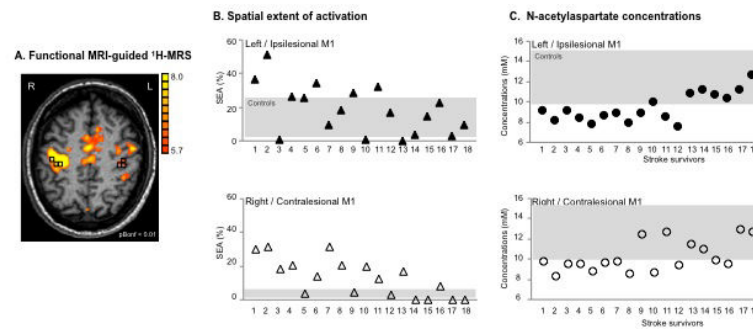 A. Functional MRI-guided ¹H-MRS
R
L
8.0
5.7
pBonf = 0.01
B. Spatial extent of activation
Left / Ipsilesional M1
SEA (%)
60
40
20
0
Controls
1 2 3 4 5 6 7 8 9 10 11 12 13 14 15 16 17 18
Right / Contralesional M1
SEA (%)
60
40
20
0
1 2 3 4 5 6 7 8 9 10 11 12 13 14 15 16 17 18
C. N-acetylaspartate concentrations
Left / Ipsilesional M1
Concentrations (mM)
16
14
12
10
8
6
Controls
1 2 3 4 5 6 7 8 9 10 11 12 13 14 15 16 17
Stroke survivors
Right / Contralesional M1
Concentrations (mM)
16
14
12
10
8
6
1 2 3 4 5 6 7 8 9 10 11 12 13 14 15 16 17
Stroke survivors